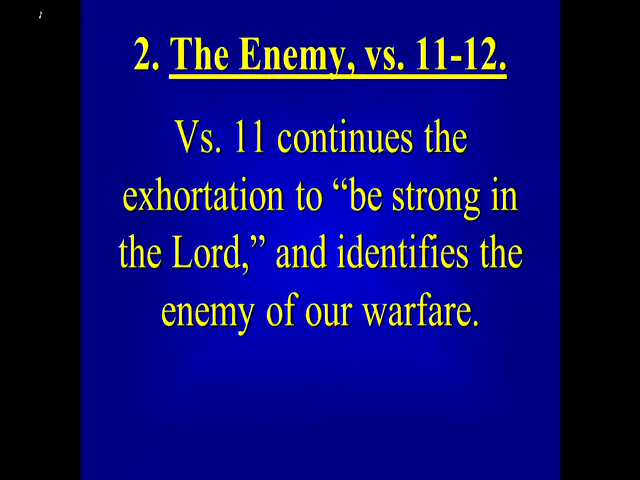 2. The Enemy, vs. 11-12.
Vs. 11 continues the
exhortation to “be strong in
the Lord,” and identifies the
enemy of our warfare.